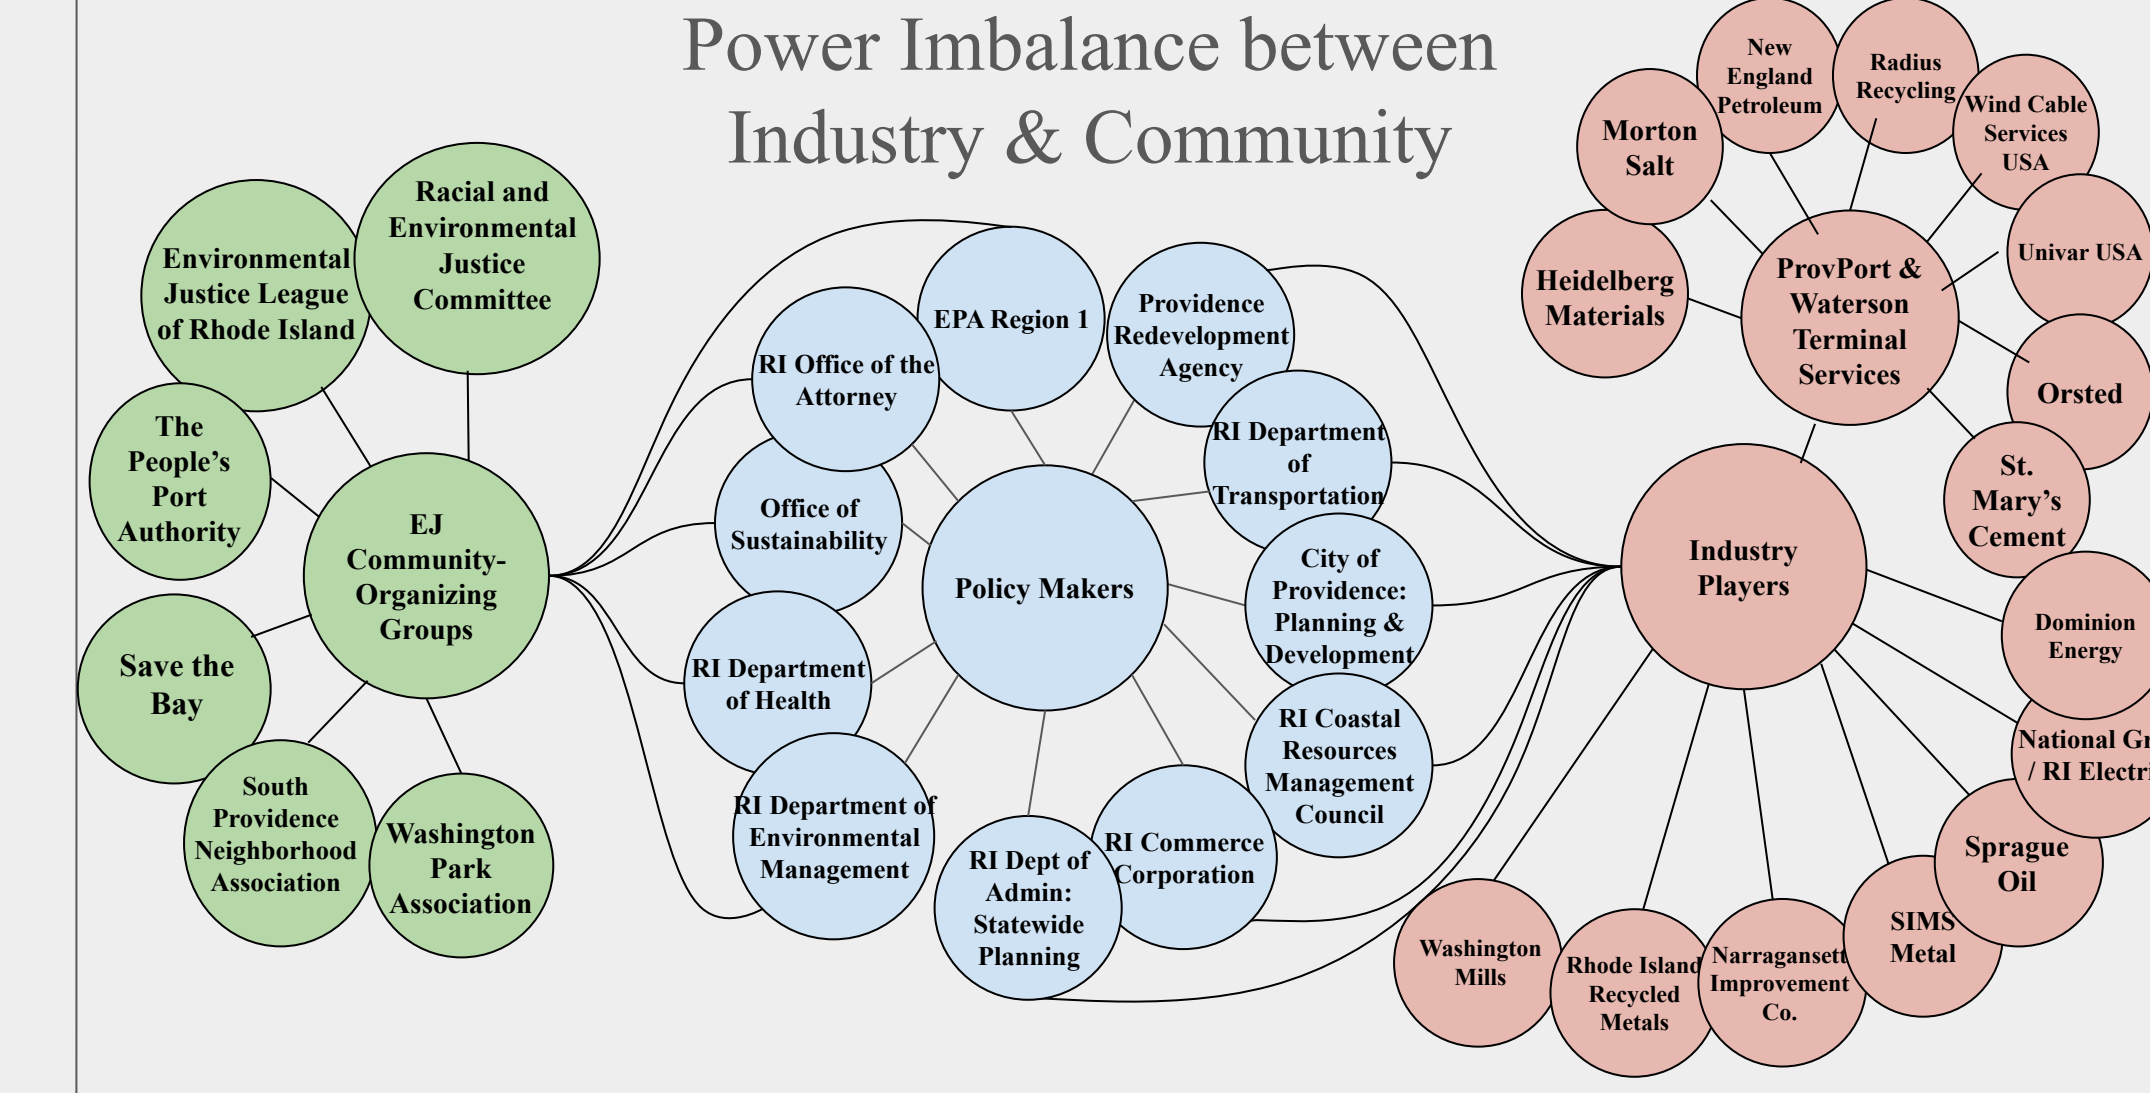 Power Imbalance between
Industry & Community
Racial and
Environmental
Justice
Committee
Environmental
Justice League
of Rhode Island
The
People’s
Port
Authority
EJ
Community-
Organizing
Groups
Save the
Bay
South
Providence
Neighborhood
Association
Washington
Park
Association
EPA Region 1
RI Office of the
Attorney
Office of
Sustainability
RI Department
of Health
RI Department of
Environmental
Management
Policy Makers
Providence
Redevelopment
Agency
RI Department
of
Transportation
City of
Providence:
Planning &
Development
RI Coastal
Resources
Management
Council
RI Commerce
Corporation
RI Dept of
Admin:
Statewide
Planning
New
England
Petroleum
Radius
Recycling
Wind Cable
Services
USA
Morton
Salt
Heidelberg
Materials
ProvPort &
Waterson
Terminal
Services
Univar USA
Orsted
St.
Mary’s
Cement
Industry
Players
Dominion
Energy
National
/ RI
Sprague
Oil
SIMS
Metal
Narragansett
Improvement
Co.
Rhode Island
Recycled
Metals
Washington
Mills